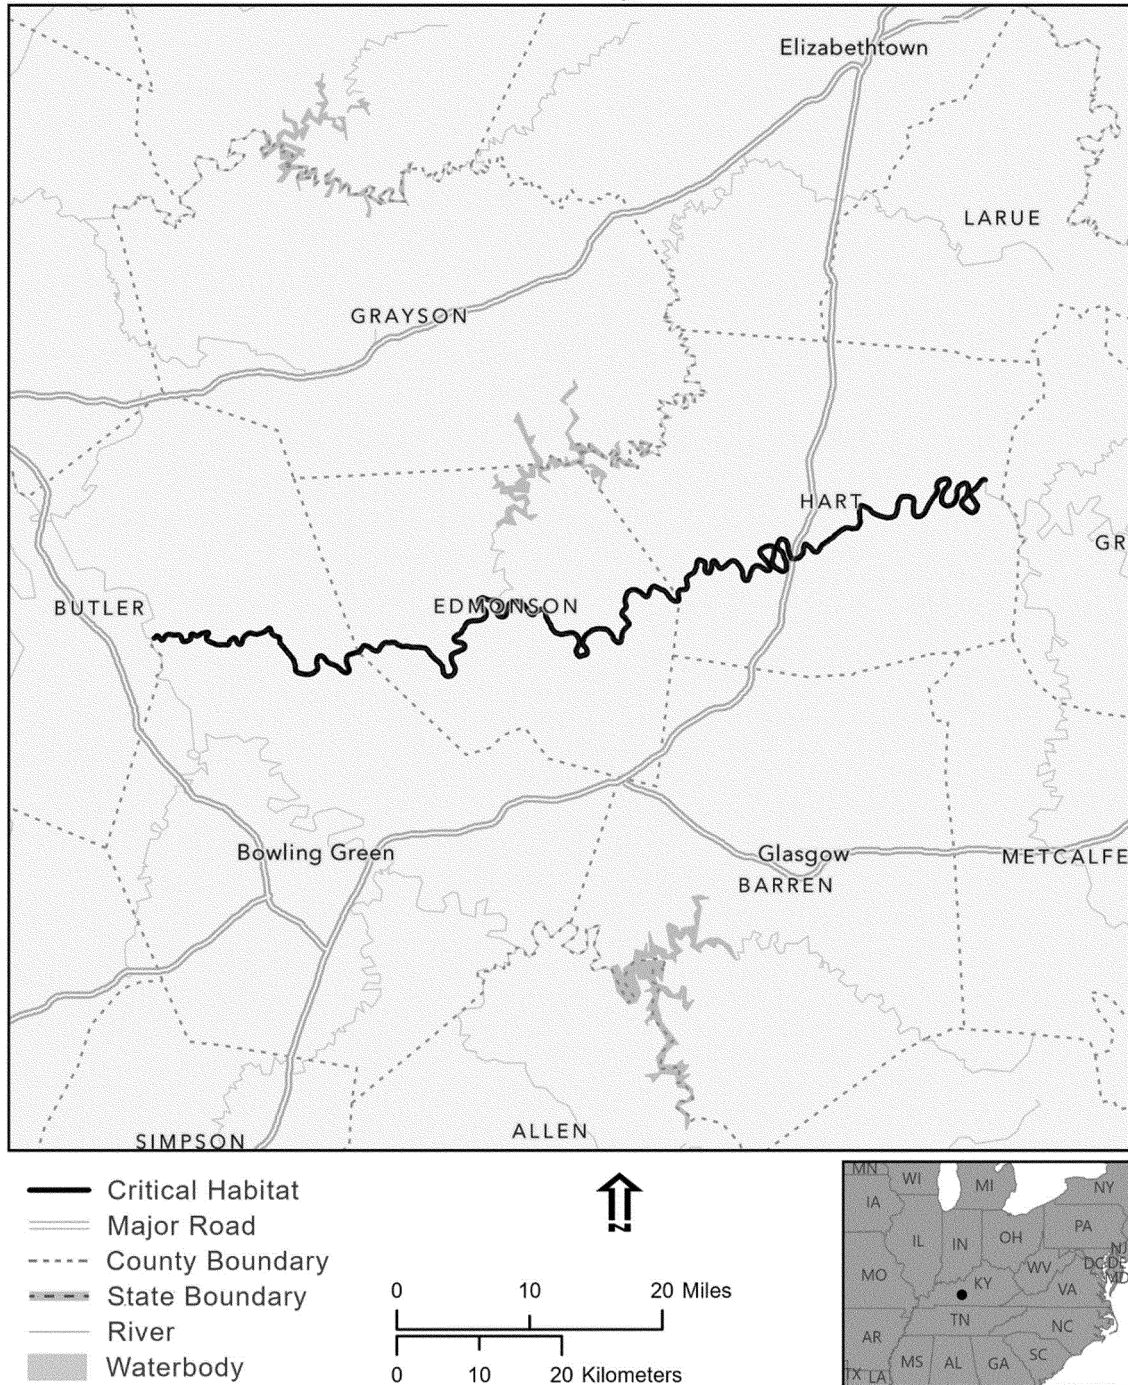 Elizabethtown
LARUE
GRAYSON
HART
GR
BUTLER
EDMONSON
Bowling Green
Glasgow
METCALFE
BARREN
ALLEN
SIMPSON
Critical Habitat
Major Road
County Boundary
State Boundary
River
Waterbody
N
0 10 20 Miles
0 10 20 Kilometers
MN WI MI NY
IA PA
IL IN OH NJ
MO WV DC DE
KY VA MD
TN NC
AR
MS AL GA SC
TX LA